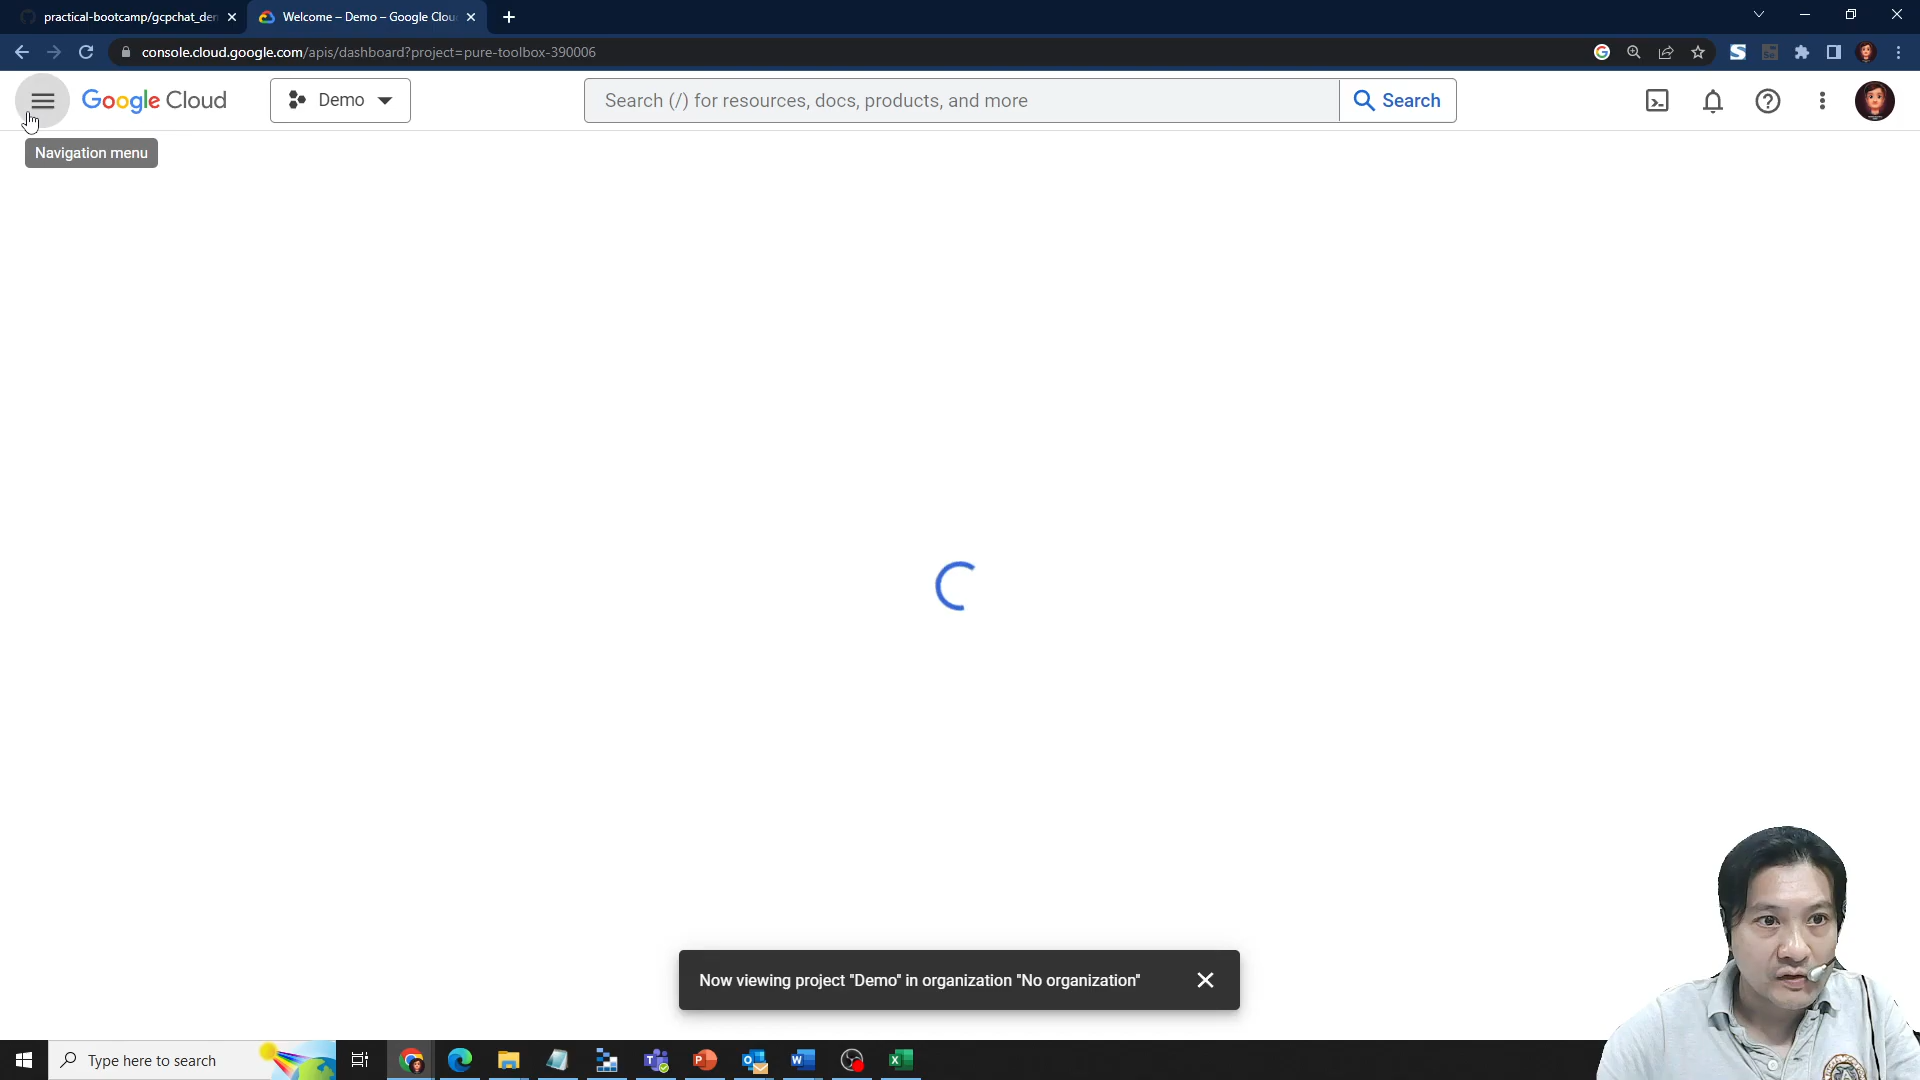 practical-bootcamp/gcpchat_der
Welcome – Demo – Google Clou
console.cloud.google.com/apis/dashboard?project=pure-toolbox-390006
Google Cloud
Demo
Search (/) for resources, docs, products, and more
Search
Navigation menu
Now viewing project "Demo" in organization "No organization"
Type here to search